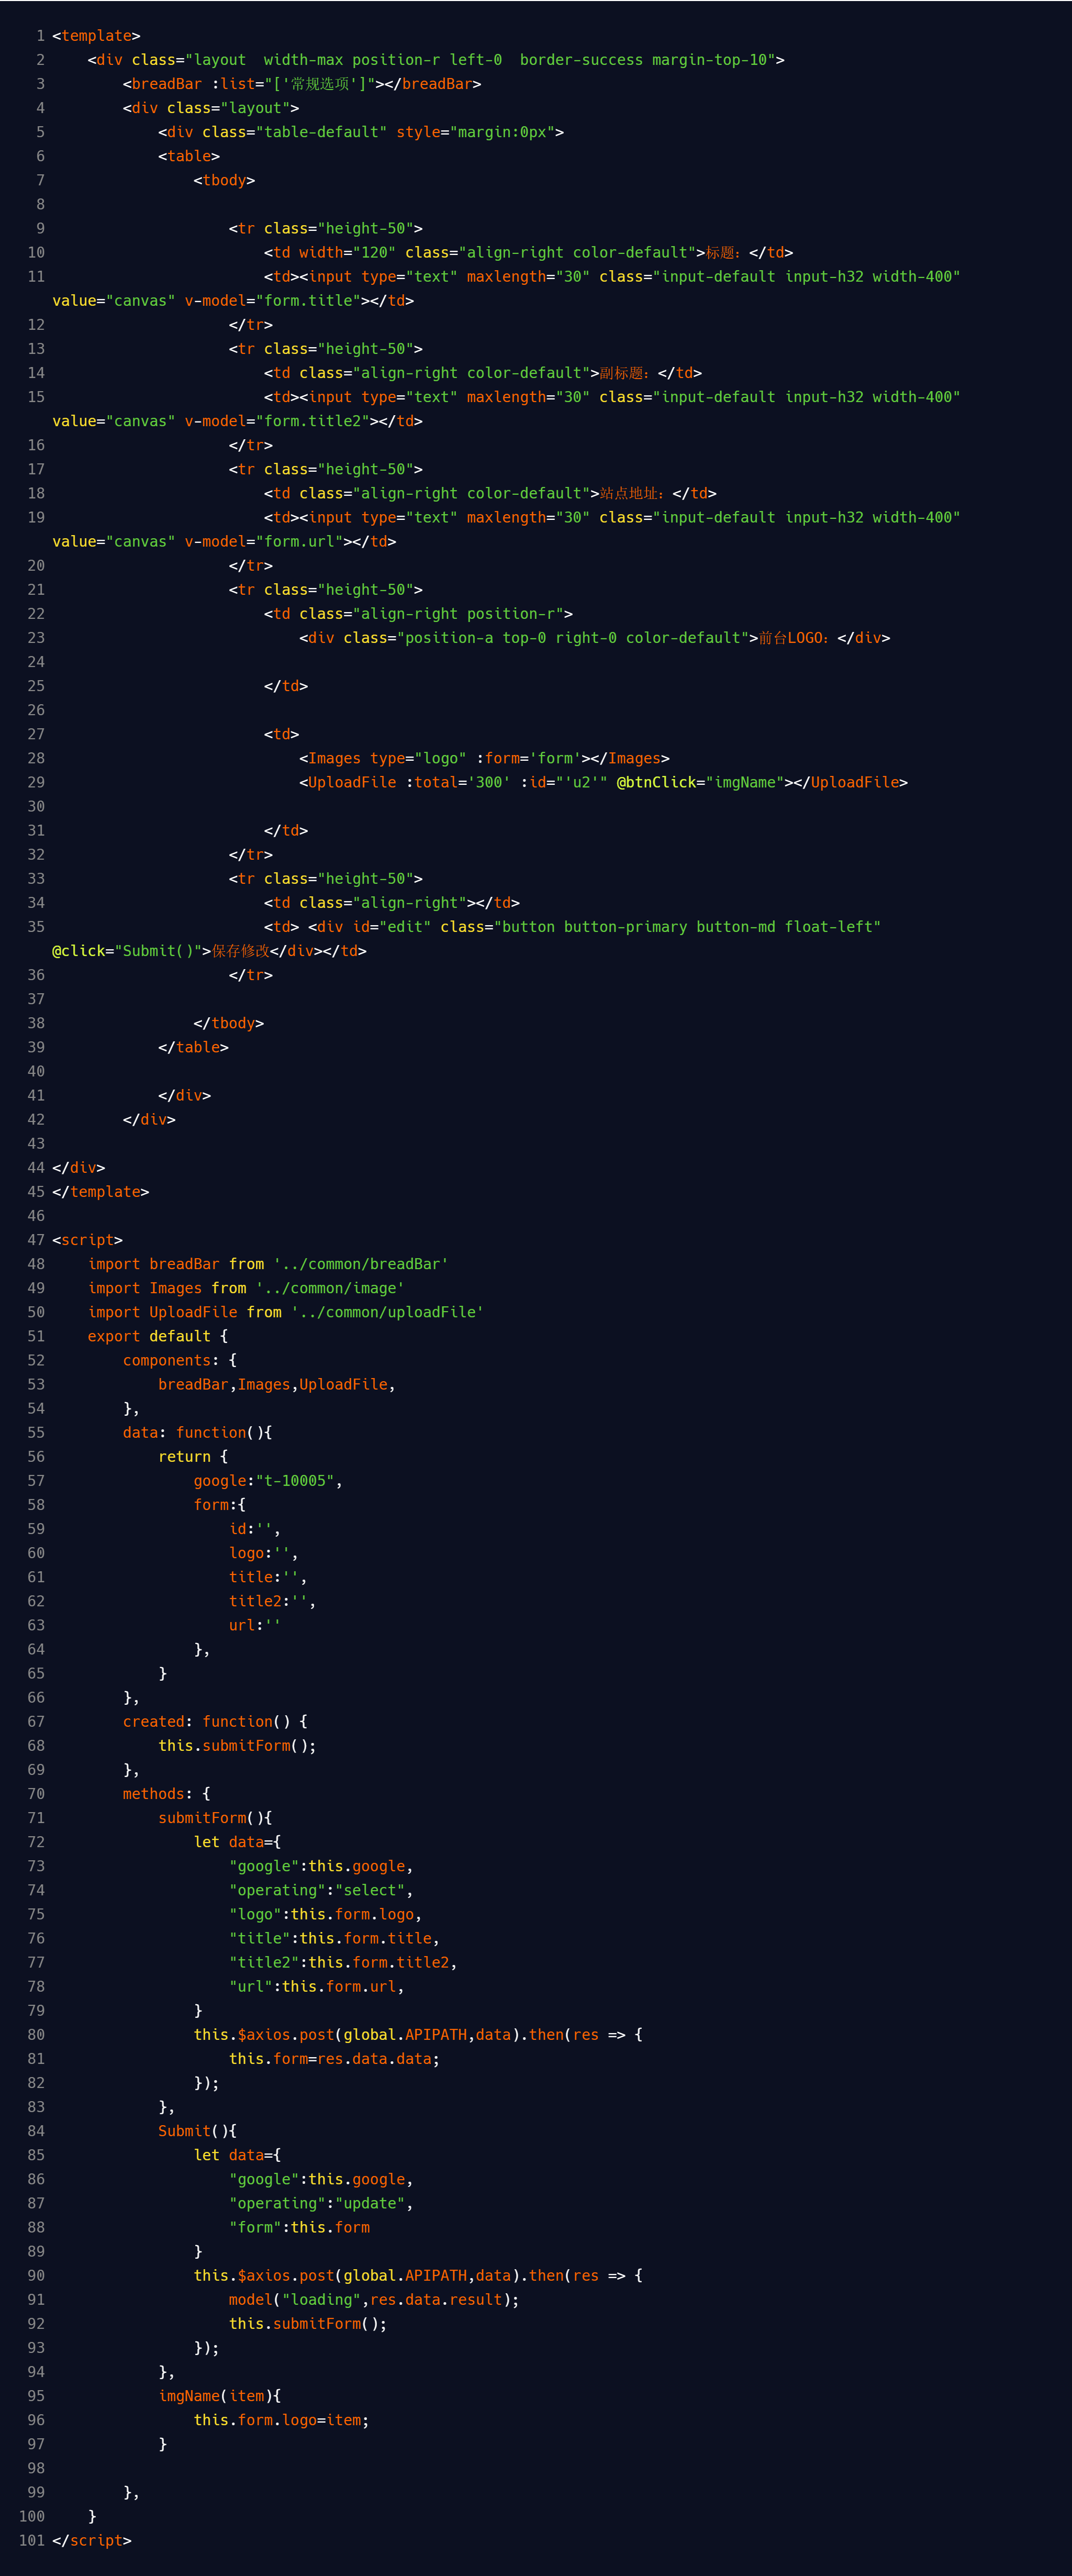 1 <template>
2     <div class="layout  width-max position-r left-0  border-success margin-top-10">
3         <breadBar :list="['常规选项']"></breadBar>
4         <div class="layout">
5             <div class="table-default" style="margin:0px">
6             <table>
7                 <tbody>
8
9                     <tr class="height-50">
10                         <td width="120" class="align-right color-default">标题：</td>
11                         <td><input type="text" maxlength="30" class="input-default input-h32 width-400"
value="canvas" v-model="form.title"></td>
12                     </tr>
13                     <tr class="height-50">
14                         <td class="align-right color-default">副标题：</td>
15                         <td><input type="text" maxlength="30" class="input-default input-h32 width-400"
value="canvas" v-model="form.title2"></td>
16                     </tr>
17                     <tr class="height-50">
18                         <td class="align-right color-default">站点地址：</td>
19                         <td><input type="text" maxlength="30" class="input-default input-h32 width-400"
value="canvas" v-model="form.url"></td>
20                     </tr>
21                     <tr class="height-50">
22                         <td class="align-right position-r">
23                             <div class="position-a top-0 right-0 color-default">前台LOGO：</div>
24
25                         </td>
26
27                         <td>
28                             <Images type="logo" :form='form'></Images>
29                             <UploadFile :total='300' :id="'u2'" @btnClick="imgName"></UploadFile>
30
31                         </td>
32                     </tr>
33                     <tr class="height-50">
34                         <td class="align-right"></td>
35                         <td> <div id="edit" class="button button-primary button-md float-left"
@click="Submit()">保存修改</div></td>
36                     </tr>
37
38                 </tbody>
39             </table>
40
41             </div>
42         </div>
43
44 </div>
45 </template>
46
47 <script>
48     import breadBar from '../common/breadBar'
49     import Images from '../common/image'
50     import UploadFile from '../common/uploadFile'
51     export default {
52         components: {
53             breadBar,Images,UploadFile,
54         },
55         data: function(){
56             return {
57                 google:"t-10005",
58                 form:{
59                     id:'',
60                     logo:'',
61                     title:'',
62                     title2:'',
63                     url:''
64                 },
65             }
66         },
67         created: function() {
68             this.submitForm();
69         },
70         methods: {
71             submitForm(){
72                 let data={
73                     "google":this.google,
74                     "operating":"select",
75                     "logo":this.form.logo,
76                     "title":this.form.title,
77                     "title2":this.form.title2,
78                     "url":this.form.url,
79                 }
80                 this.$axios.post(global.APIPATH,data).then(res => {
81                     this.form=res.data.data;
82                 });
83             },
84             Submit(){
85                 let data={
86                     "google":this.google,
87                     "operating":"update",
88                     "form":this.form
89                 }
90                 this.$axios.post(global.APIPATH,data).then(res => {
91                     model("loading",res.data.result);
92                     this.submitForm();
93                 });
94             },
95             imgName(item){
96                 this.form.logo=item;
97             }
98
99         },
100     }
101 </script>